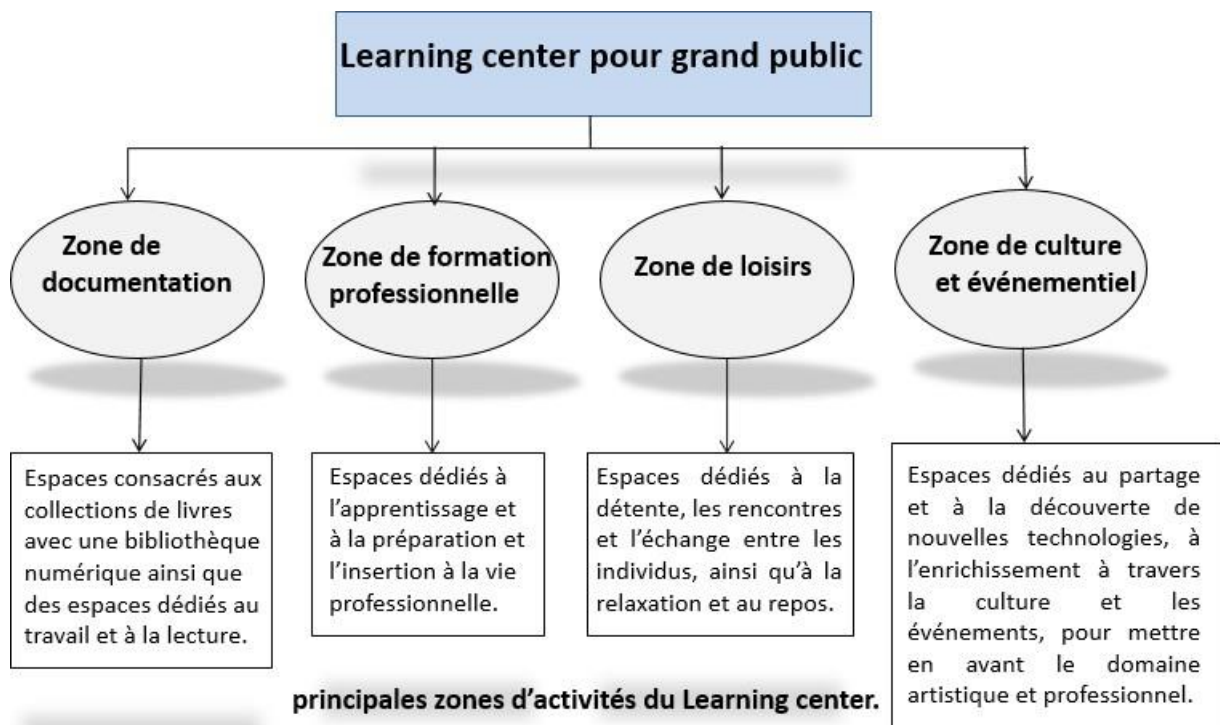 Learning center pour grand public
Zone de
documentation
Zone de formation
professionnelle
Zone de loisirs
Zone de culture
et événementiel
Espaces consacrés aux
collections de livres
avec une bibliothèque
numérique ainsi que
des espaces dédiés au
travail et à la lecture.
Espaces dédiés à
l’apprentissage et
à la préparation et
l’insertion à la vie
professionnelle.
Espaces dédiés à la
détente, les rencontres
et l’échange entre les
individus, ainsi qu’à la
relaxation et au repos.
Espaces dédiés au partage
et à la découverte de
nouvelles technologies, à
l’enrichissement à travers
la culture et les
événements, pour mettre
en avant le domaine
artistique et professionnel.
principales zones d’activités du Learning center.